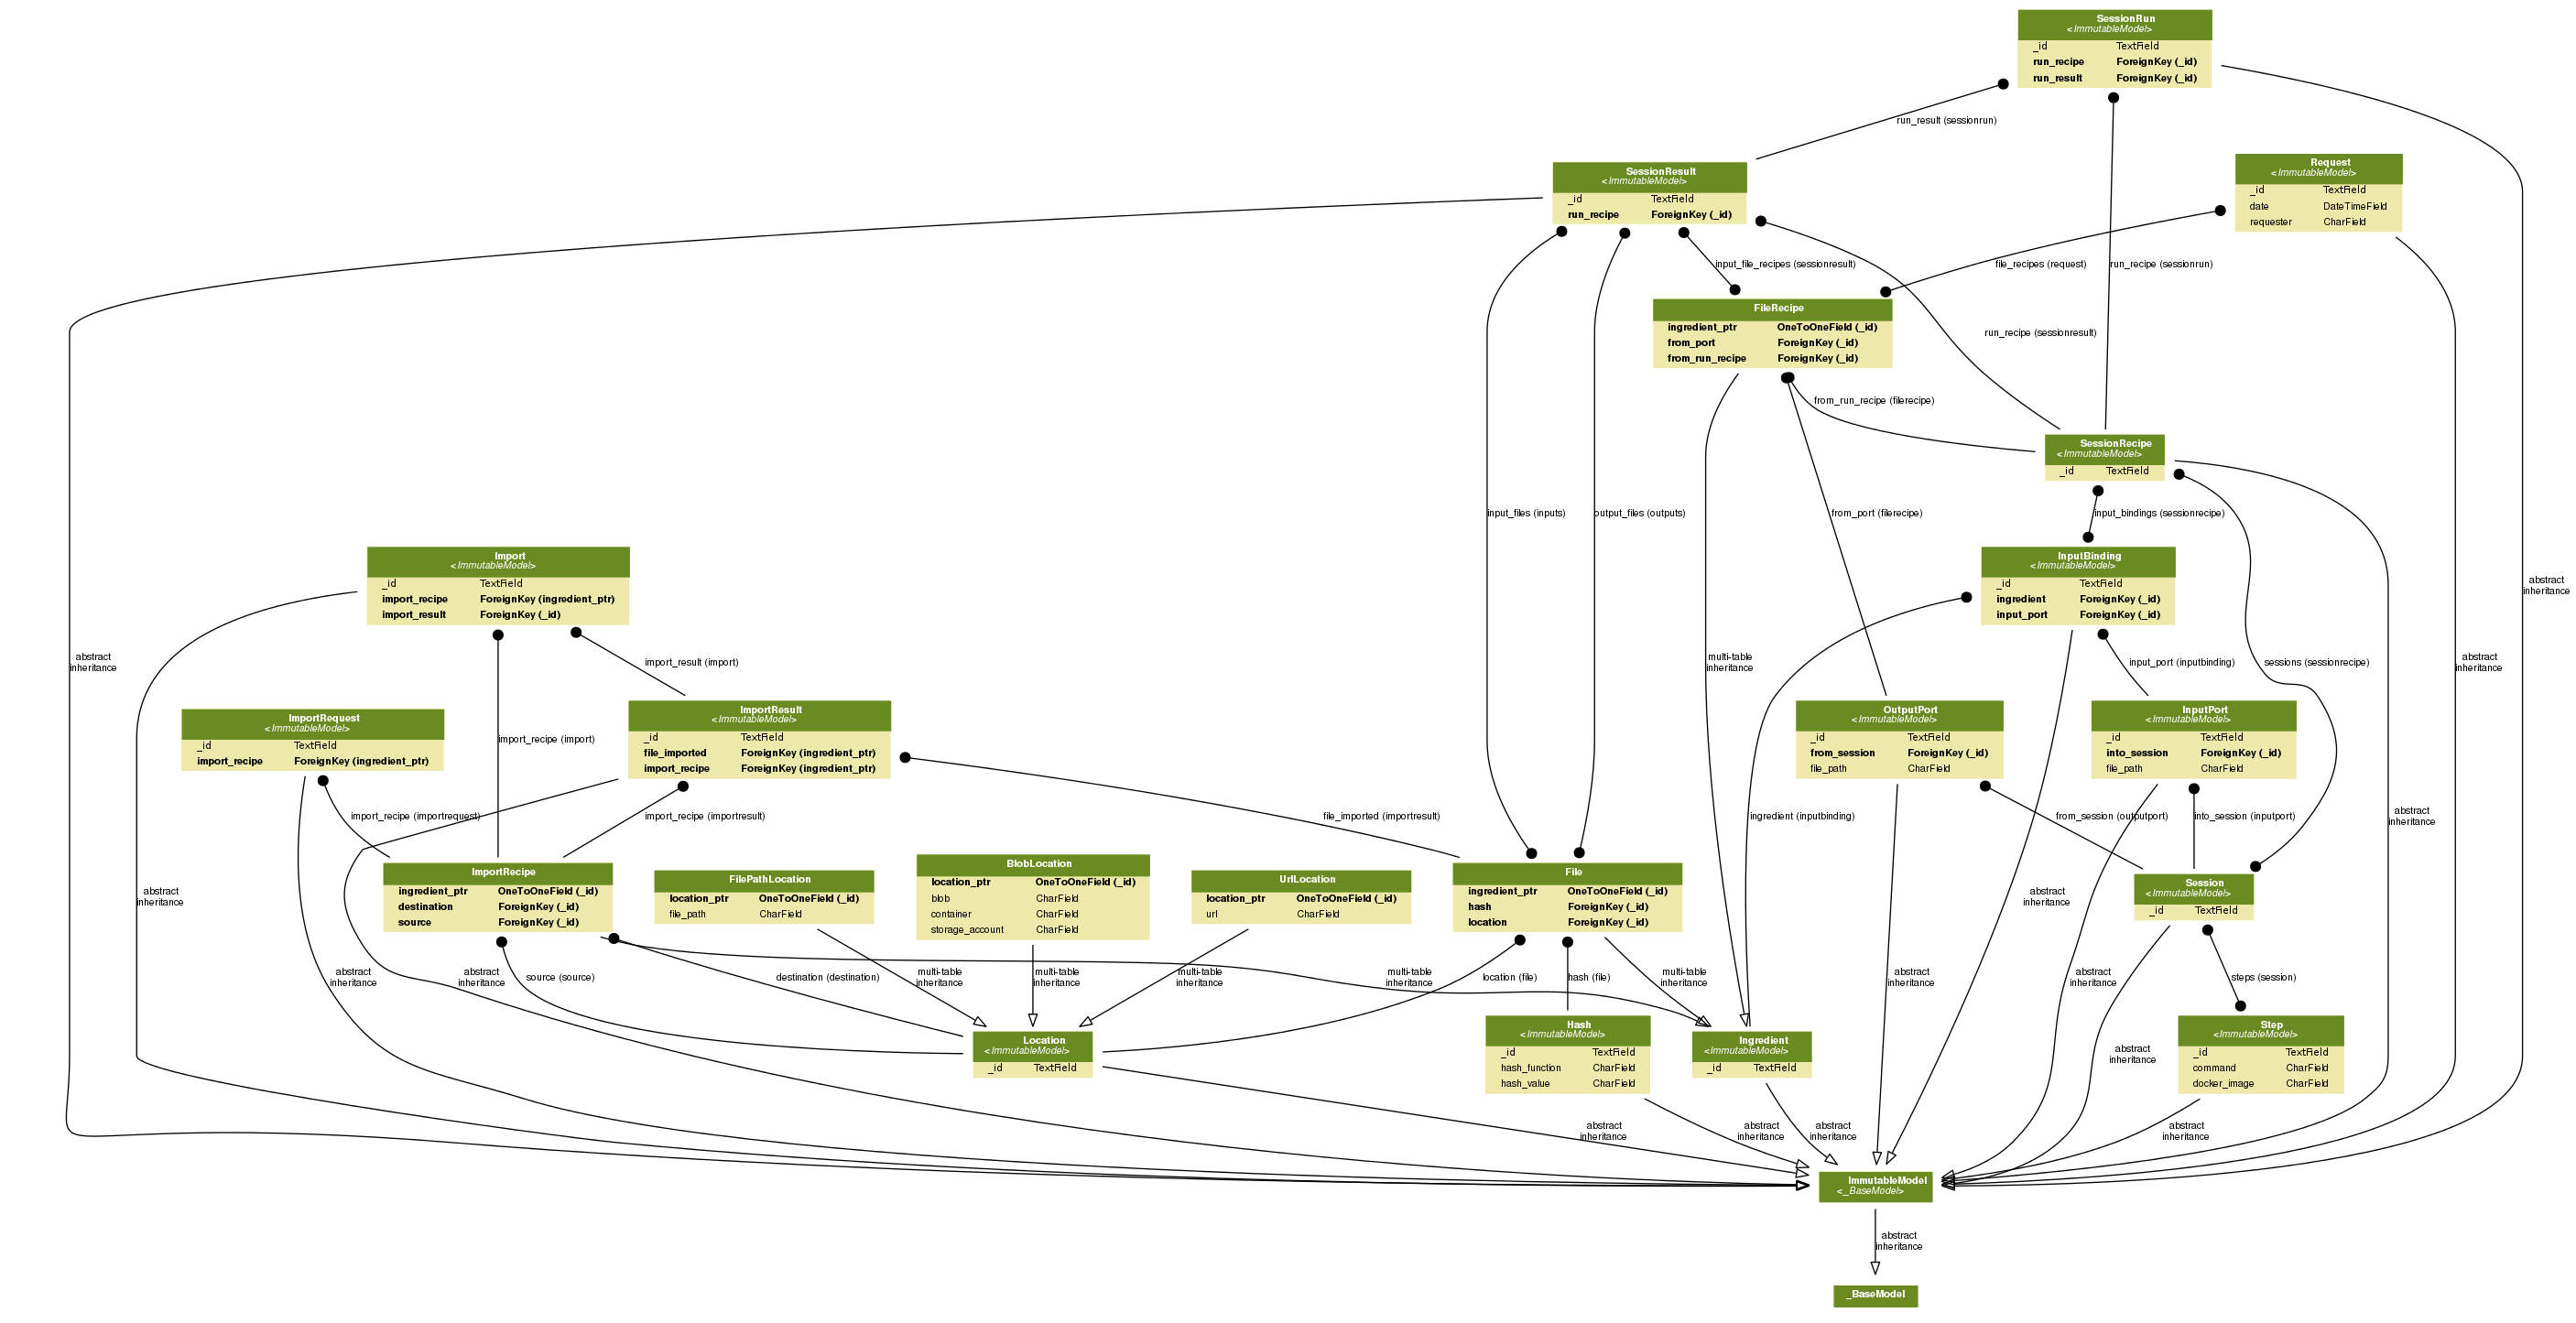 SessionRun
<ImmutableModel>
_id TextField
run_recipe ForeignKey (_id)
run_result ForeignKey (_id)
run_result (sessionrun)
SessionResult
<ImmutableModel>
_id TextField
run_recipe ForeignKey (_id)
Request
<ImmutableModel>
_id TextField
date DateTimeField
requester CharField
input_file_recipes (sessionresult)
file_recipes (request)
run_recipe (sessionrun)
FileRecipe
ingredient_ptr OneToOneField (_id)
from_port ForeignKey (_id)
from_run_recipe ForeignKey (_id)
run_recipe (sessionresult)
from_run_recipe (filerecipe)
SessionRecipe
<ImmutableModel>
_id TextField
input_files (inputs)
output_files (outputs)
from_port (filerecipe)
input_bindings (sessionrecipe)
Import
<ImmutableModel>
_id TextField
import_recipe ForeignKey (ingredient_ptr)
import_result ForeignKey (_id)
InputBinding
<ImmutableModel>
_id TextField
ingredient ForeignKey (_id)
input_port ForeignKey (_id)
abstract
inheritance
abstract
inheritance
import_result (import)
multi-table
inheritance
input_port (inputbinding)
sessions (sessionrecipe)
abstract
inheritance
ImportRequest
<ImmutableModel>
_id TextField
import_recipe ForeignKey (ingredient_ptr)
import_recipe (import)
ImportResult
<ImmutableModel>
_id TextField
file_imported ForeignKey (ingredient_ptr)
import_recipe ForeignKey (ingredient_ptr)
OutputPort
<ImmutableModel>
_id TextField
from_session ForeignKey (_id)
file_path CharField
InputPort
<ImmutableModel>
_id TextField
into_session ForeignKey (_id)
file_path CharField
import_recipe (importrequest)
import_recipe (importresult)
file_imported (importresult)
ingredient (inputbinding)
from_session (outputport)
into_session (inputport)
abstract
inheritance
abstract
inheritance
ImportRecipe
ingredient_ptr OneToOneField (_id)
destination ForeignKey (_id)
source ForeignKey (_id)
FilePathLocation
location_ptr OneToOneField (_id)
file_path CharField
BlobLocation
location_ptr OneToOneField (_id)
blob CharField
container CharField
storage_account CharField
UrlLocation
location_ptr OneToOneField (_id)
url CharField
File
ingredient_ptr OneToOneField (_id)
hash ForeignKey (_id)
location ForeignKey (_id)
abstract
inheritance
Session
<ImmutableModel>
_id TextField
abstract
inheritance
abstract
inheritance
source (source)
destination (destination)
multi-table
inheritance
multi-table
inheritance
multi-table
inheritance
multi-table
inheritance
location (file)
hash (file)
multi-table
inheritance
abstract
inheritance
abstract
inheritance
steps (session)
Location
<ImmutableModel>
_id TextField
Hash
<ImmutableModel>
_id TextField
hash_function CharField
hash_value CharField
Ingredient
<ImmutableModel>
_id TextField
abstract
inheritance
Step
<ImmutableModel>
_id TextField
command CharField
docker_image CharField
abstract
inheritance
abstract
inheritance
abstract
inheritance
abstract
inheritance
ImmutableModel
<_BaseModel>
abstract
inheritance
_BaseModel